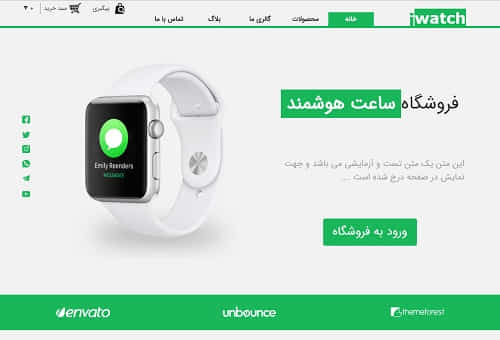 iwatch
خانه
محصولات
گالری ما
بلاگ
تماس با ما
پیگیری
سبد خرید
۰
فروشگاه ساعت هوشمند
این متن یک متن تست و آزمایشی می باشد و جهت
نمایش در صفحه درج شده است ....
ورود به فروشگاه
Emily Reenders
MESSAGES
envato
unbounce
themeforest